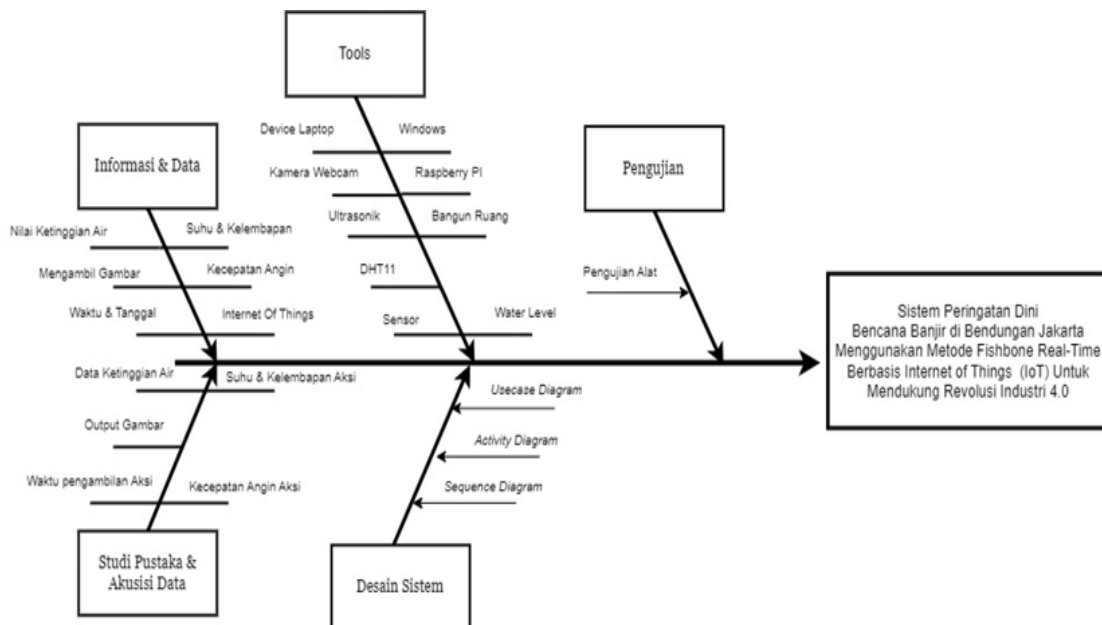 Tools
Device Laptop
Windows
Kamera Webcam
Raspberry PI
Ultrasonik
Bangun Ruang
DHT11
Sensor
Water Level
Informasi & Data
Nilai Ketinggian Air
Suhu & Kelembapan
Mengambil Gambar
Kecepatan Angin
Waktu & Tanggal
Internet Of Things
Pengujian
Pengujian Alat
Sistem Peringatan Dini
Bencana Banjir di Bendungan Jakarta
Menggunakan Metode Fishbone Real-Time
Berbasis Internet of Things (IoT) Untuk
Mendukung Revolusi Industri 4.0
Data Ketinggian Air
Suhu & Kelembapan Aksi
Output Gambar
Waktu pengambilan Aksi
Kecepatan Angin Aksi
Studi Pustaka &
Akusisi Data
Usecase Diagram
Activity Diagram
Sequence Diagram
Desain Sistem